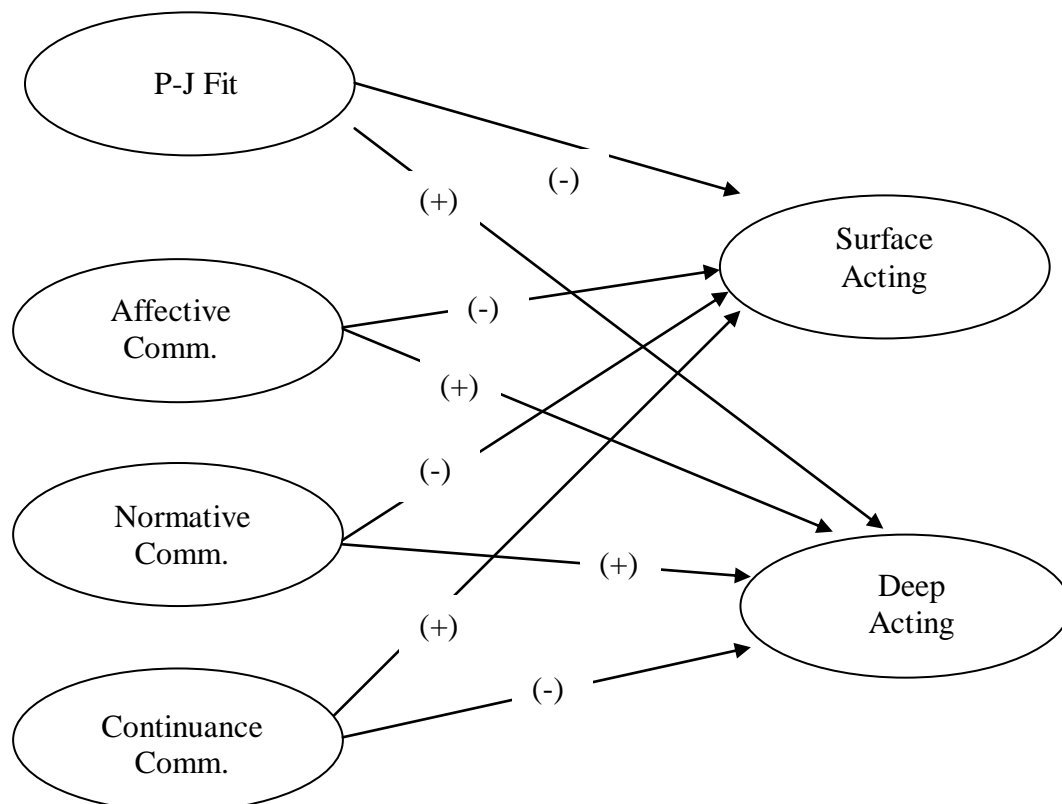 P-J Fit
(-)
(+)
Surface
Acting
Affective
Comm.
(-)
(+)
Normative
Comm.
(-)
(+)
Deep
Acting
(+)
(-)
Continuance
Comm.